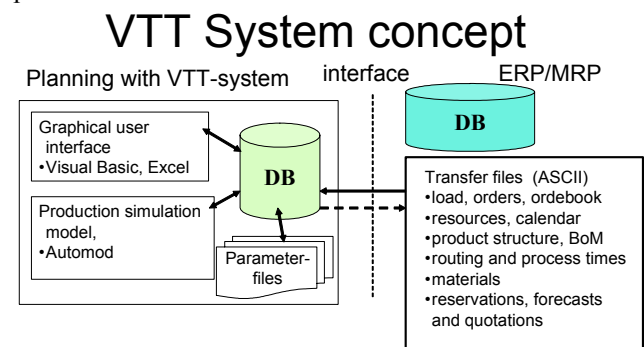 VTT System concept
Planning with VTT-system
interface
ERP/MRP
Graphical user
interface
•Visual Basic, Excel
DB
Production simulation
model,
•Automod
Parameter-
files
DB
Transfer files (ASCII)
•load, orders, ordebook
•resources, calendar
•product structure, BoM
•routing and process times
•materials
•reservations, forecasts
and quotations